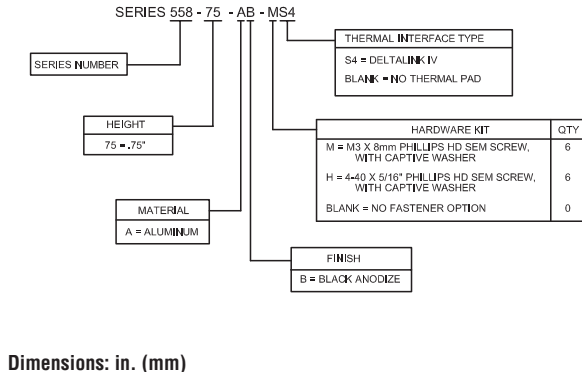 SERIES 558 - 75 - AB - MS4
THERMAL INTERFACE TYPE
S4 = DELTALINK IV
BLANK = NO THERMAL PAD
SERIES NUMBER
HEIGHT
75 = .75"
HARDWARE KIT QTY
M = M3 X 8mm PHILLIPS HD SEM SCREW, 6
WITH CAPTIVE WASHER
H = 4-40 X 5/16" PHILLIPS HD SEM SCREW, 6
WITH CAPTIVE WASHER
BLANK = NO FASTENER OPTION 0
MATERIAL
A = ALUMINUM
FINISH
B = BLACK ANODIZE
Dimensions: in. (mm)